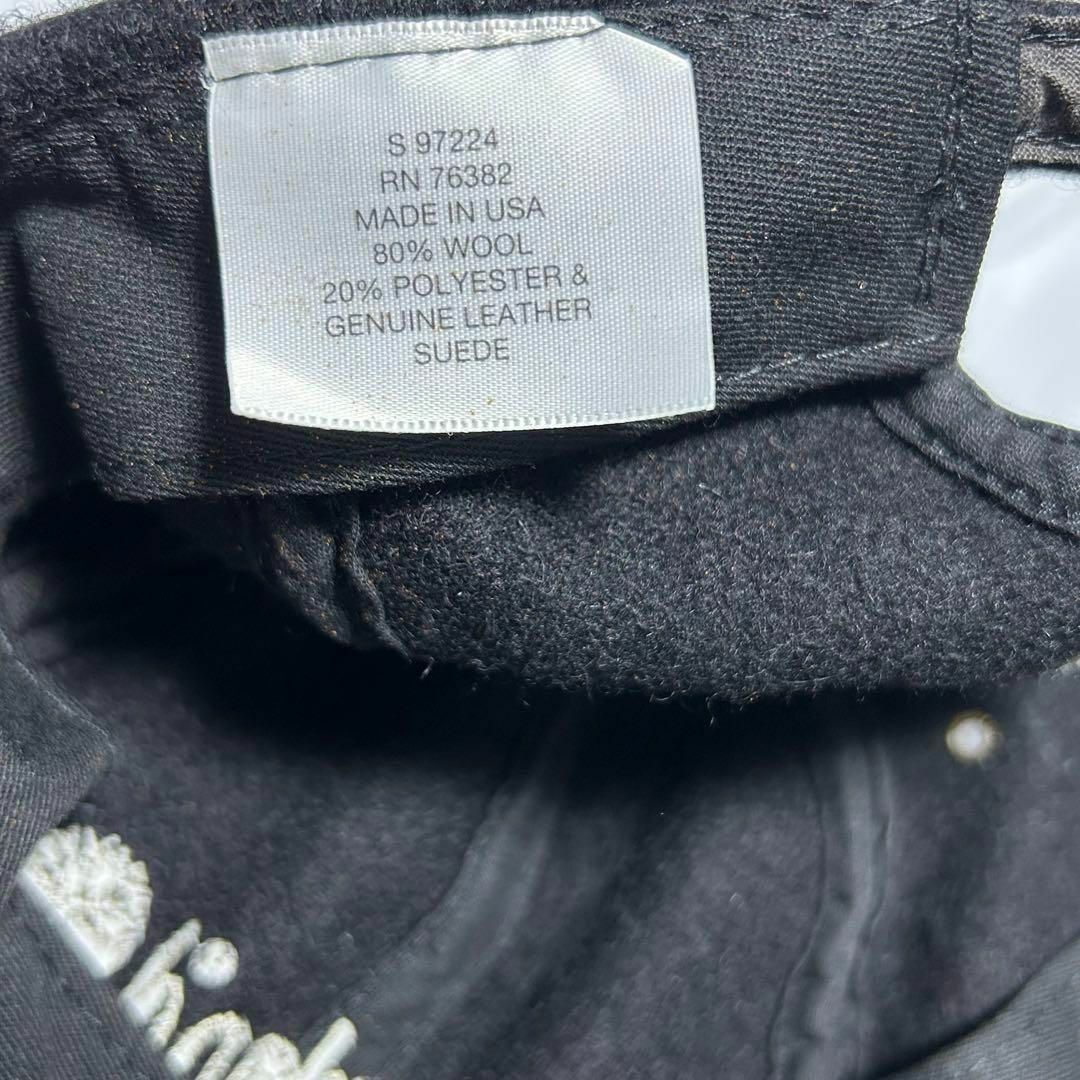 S 97224
RN 76382
MADE IN USA
80% WOOL
20% POLYESTER &
GENUINE LEATHER
SUEDE